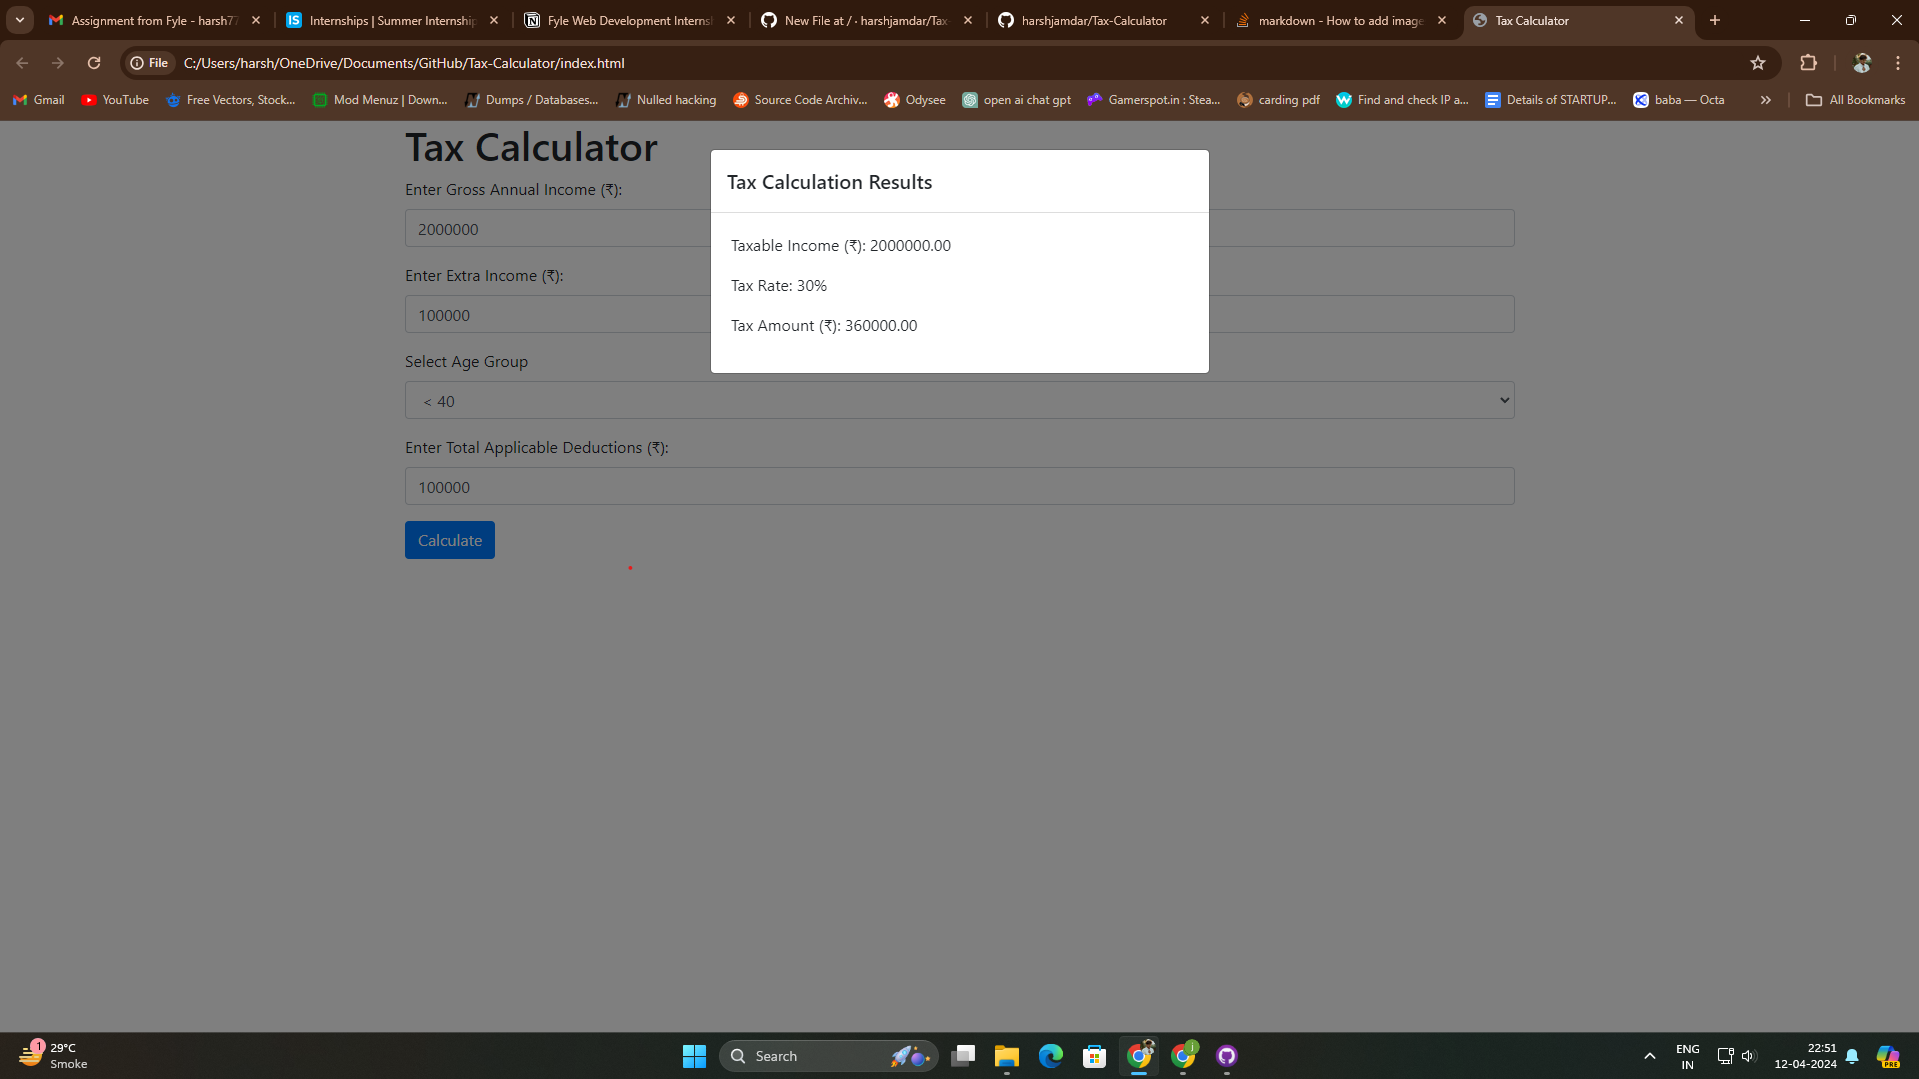 Assignment from Fyle - harsh77
Internships | Summer Internship
Fyle Web Development Interns
New File at / · harshjamdar/Tax-
harshjamdar/Tax-Calculator
markdown - How to add image
Tax Calculator
File
C:/Users/harsh/OneDrive/Documents/GitHub/Tax-Calculator/index.html
Gmail
YouTube
Free Vectors, Stock...
Mod Menuz | Down...
Dumps / Databases...
Nulled hacking
Source Code Archiv...
Odysee
open ai chat gpt
Gamerspot.in : Stea...
carding pdf
Find and check IP a...
Details of STARTUP...
baba — Octa
All Bookmarks
Tax Calculator
Enter Gross Annual Income (₹):
2000000
Enter Extra Income (₹):
100000
Select Age Group
< 40
Enter Total Applicable Deductions (₹):
100000
Calculate
Tax Calculation Results
Taxable Income (₹): 2000000.00
Tax Rate: 30%
Tax Amount (₹): 360000.00
1
29°C
Smoke
Search
j
ENG
IN
22:51
12-04-2024
PRE